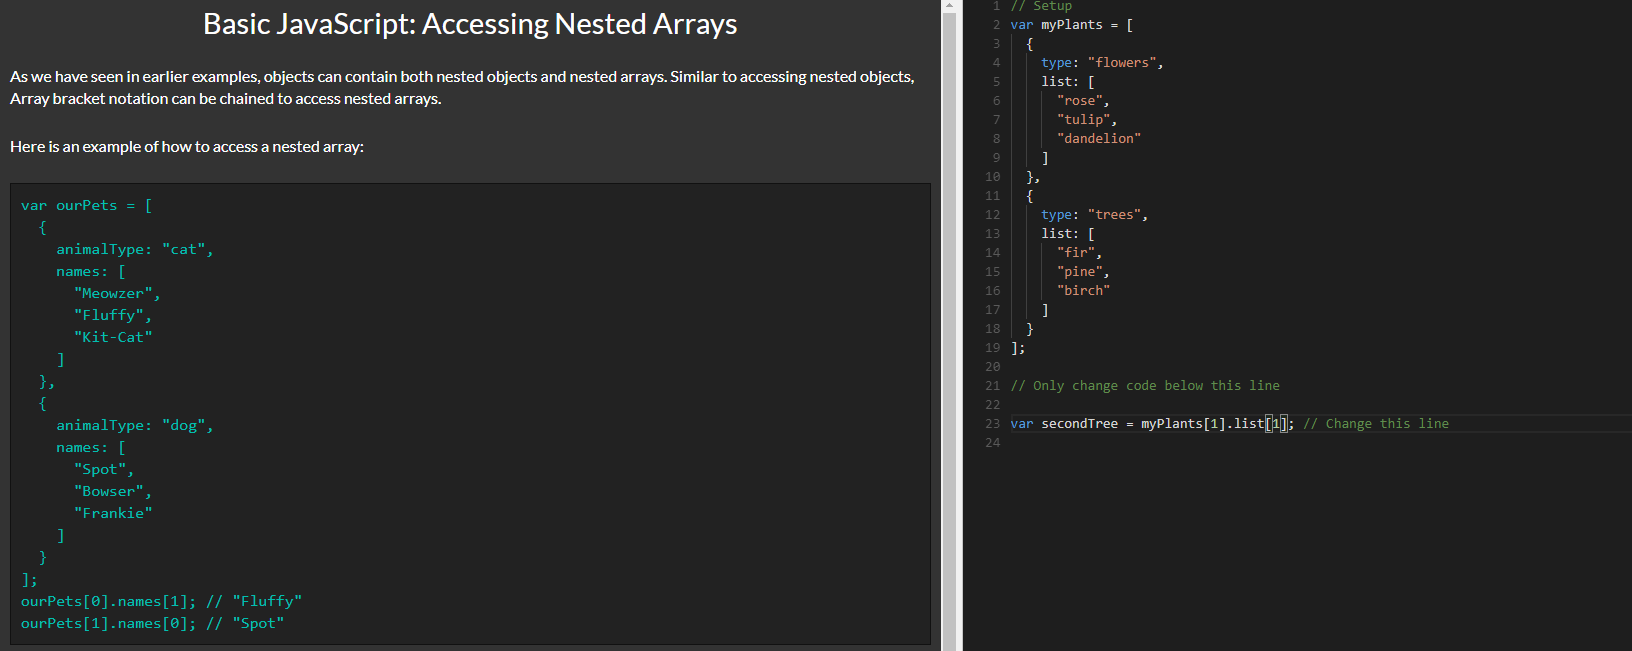 Basic JavaScript: Accessing Nested Arrays
As we have seen in earlier examples, objects can contain both nested objects and nested arrays. Similar to accessing nested objects,
Array bracket notation can be chained to access nested arrays.
Here is an example of how to access a nested array:
var ourPets = [
  {
    animalType: "cat",
    names: [
      "Meowzer",
      "Fluffy",
      "Kit-Cat"
    ]
  },
  {
    animalType: "dog",
    names: [
      "Spot",
      "Bowser",
      "Frankie"
    ]
  }
];
ourPets[0].names[1]; // "Fluffy"
ourPets[1].names[0]; // "Spot"
1 // Setup
2 var myPlants = [
3   {
4     type: "flowers",
5     list: [
6       "rose",
7       "tulip",
8       "dandelion"
9     ]
10   },
11   {
12     type: "trees",
13     list: [
14       "fir",
15       "pine",
16       "birch"
17     ]
18   }
19 ];
20
21 // Only change code below this line
22
23 var secondTree = myPlants[1].list[1]; // Change this line
24